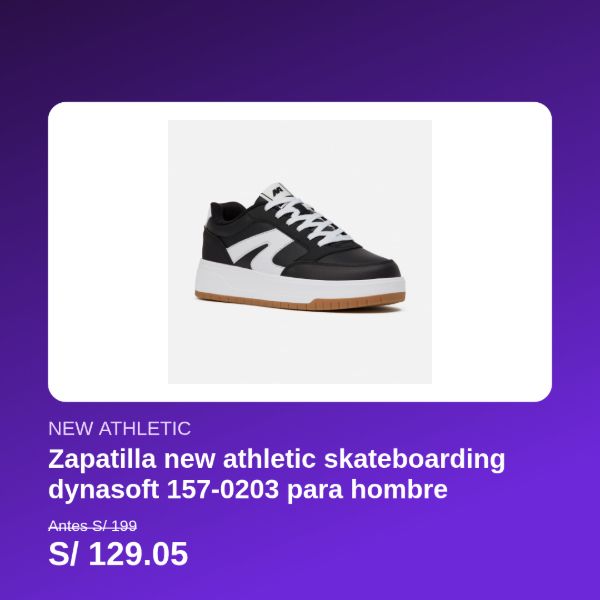 NEW ATHLETIC
Zapatilla new athletic skateboarding
dynasoft 157-0203 para hombre
Antes S/ 199
S/ 129.05